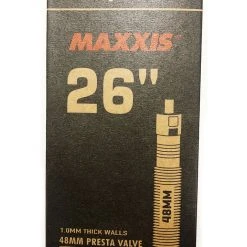 MAXXIS
26"
48MM
1.0MM THICK WALLS
48MM PRESTA VALVE